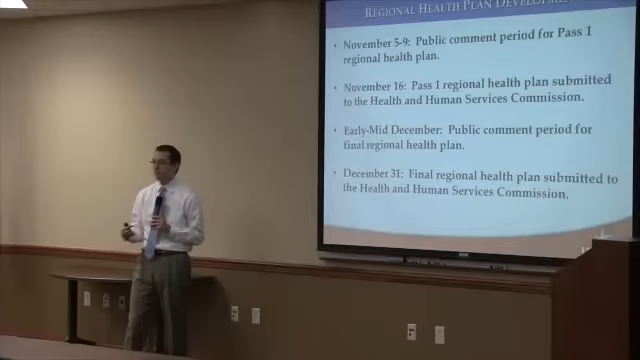 REGIONAL HEALTH PLAN DEVELOPMENT
• November 5-9: Public comment period for Pass 1
regional health plan.
• November 16: Pass 1 regional health plan submitted
to the Health and Human Services Commission.
• Early-Mid December: Public comment period for
final regional health plan.
• December 31: Final regional health plan submitted to
the Health and Human Services Commission.